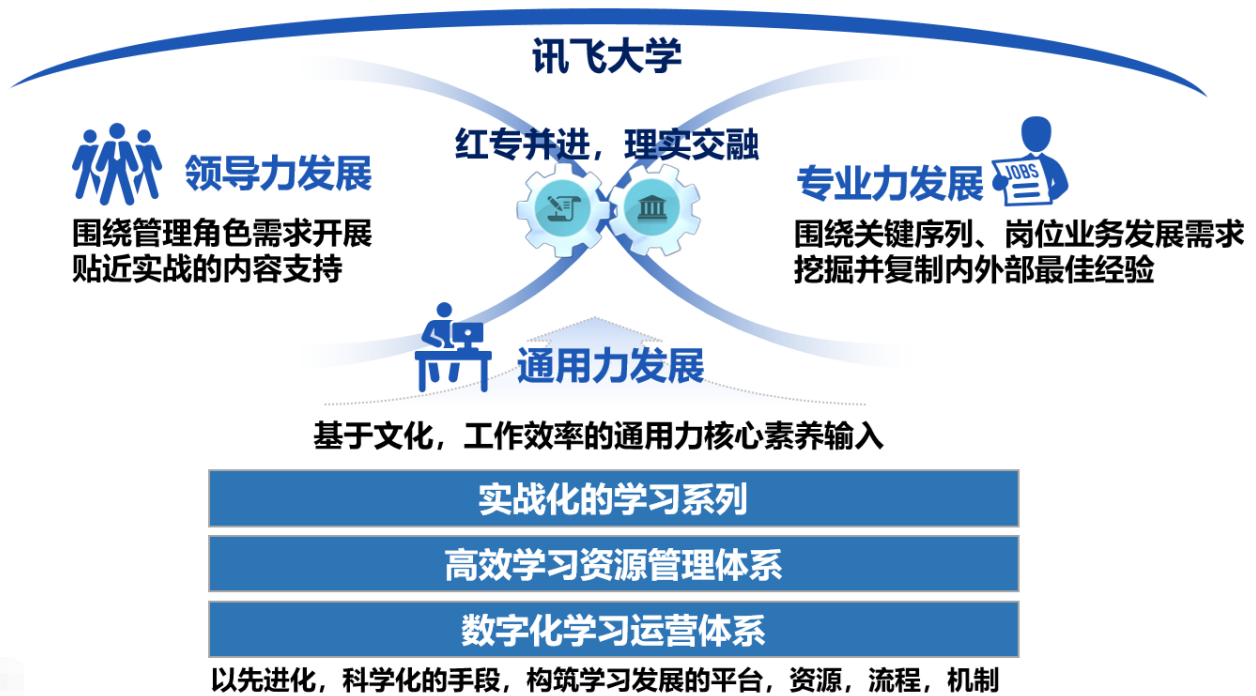 讯飞大学
红专并进，理实交融
领导力发展
围绕管理角色需求开展
贴近实战的内容支持
专业力发展
JOBS
围绕关键序列、岗位业务发展需求
挖掘并复制内外部最佳经验
通用力发展
基于文化，工作效率的通用力核心素养输入
实战化的学习系列
高效学习资源管理体系
数字化学习运营体系
以先进化，科学化的手段，构筑学习发展的平台，资源，流程，机制